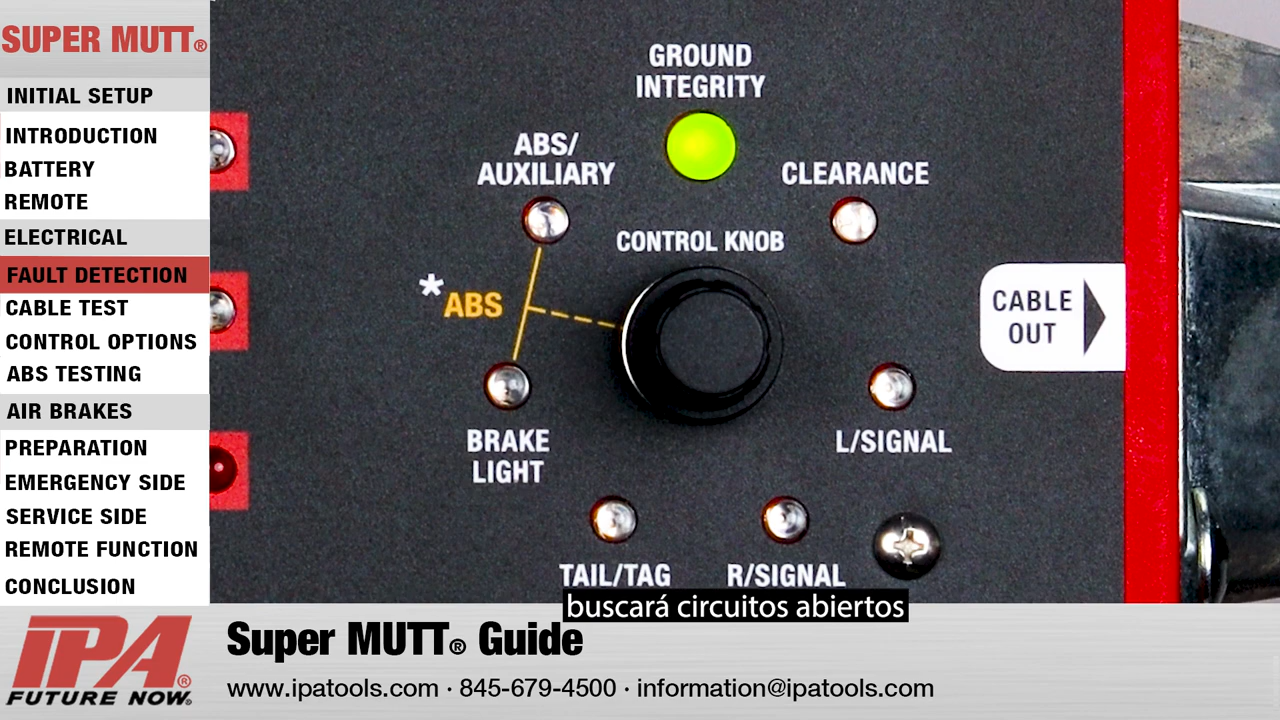 SUPER MUTT®
INITIAL SETUP
INTRODUCTION
BATTERY
REMOTE
ELECTRICAL
FAULT DETECTION
CABLE TEST
CONTROL OPTIONS
ABS TESTING
AIR BRAKES
PREPARATION
EMERGENCY SIDE
SERVICE SIDE
REMOTE FUNCTION
CONCLUSION
GROUND
INTEGRITY
ABS/
AUXILIARY
CLEARANCE
CONTROL KNOB
*ABS
CABLE
OUT
BRAKE
LIGHT
L/SIGNAL
TAIL/TAG
R/SIGNAL
buscará circuitos abiertos
IPA®
FUTURE NOW.
Super MUTT® Guide
www.ipatools.com · 845-679-4500 · information@ipatools.com